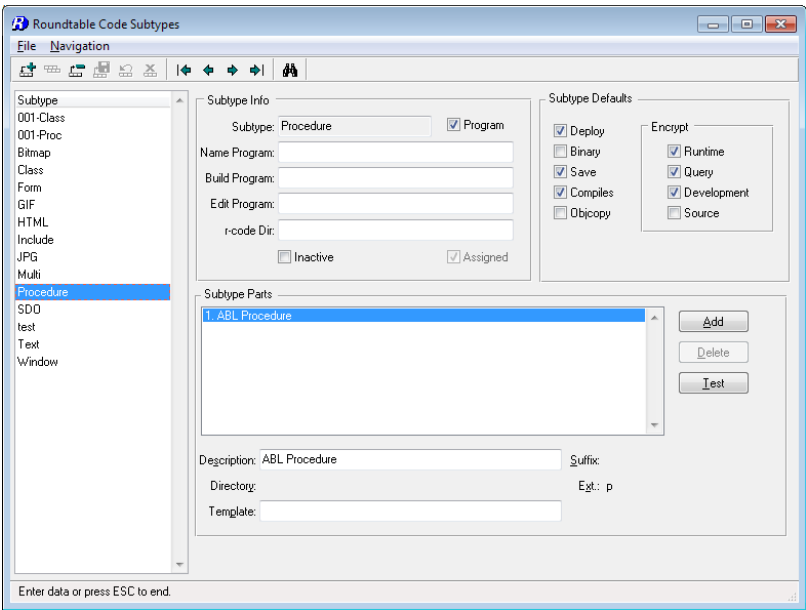 Roundtable Code Subtypes
File Navigation
Subtype
001-Class
001-Proc
Bitmap
Class
Form
GIF
HTML
Include
JPG
Multi
Procedure
SDO
test
Text
Window
Subtype Info
Subtype: Procedure Program
Name Program:
Build Program:
Edit Program:
r-code Dir:
Inactive Assigned
Subtype Defaults
Deploy
Binary
Save
Compiles
Objcopy
Encrypt
Runtime
Query
Development
Source
Subtype Parts
1. ABL Procedure
Add
Delete
Test
Description: ABL Procedure Suffix:
Directory: Ext.: p
Template:
Enter data or press ESC to end.